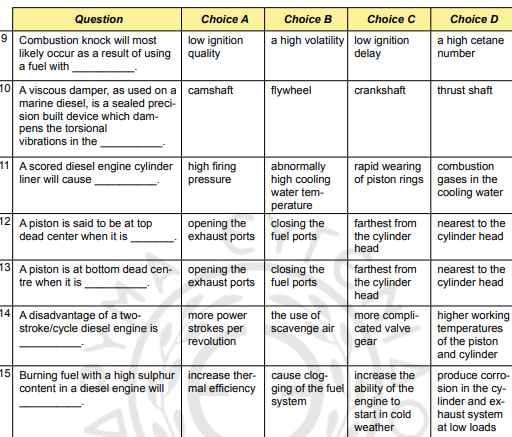 Question Choice A Choice B Choice C Choice D
9 Combustion knock will most likely occur as a result of using a fuel with __________. low ignition quality a high volatility low ignition delay a high cetane number
10 A viscous damper, as used on a marine diesel, is a sealed preci-sion built device which dam-pens the torsional vibrations in the __________. camshaft flywheel crankshaft thrust shaft
11 A scored diesel engine cylinder liner will cause __________. high firing pressure abnormally high cooling water tem-perature rapid wearing of piston rings combustion gases in the cooling water
12 A piston is said to be at top dead center when it is _______. opening the exhaust ports closing the fuel ports farthest from the cylinder head nearest to the cylinder head
13 A piston is at bottom dead cen-tre when it is __________. opening the exhaust ports closing the fuel ports farthest from the cylinder head nearest to the cylinder head
14 A disadvantage of a two-stroke/cycle diesel engine is __________. more power strokes per revolution the use of scavenge air more compli-cated valve gear higher working temperatures of the piston and cylinder
15 Burning fuel with a high sulphur content in a diesel engine will __________. increase ther-mal efficiency cause clog-ging of the fuel system increase the ability of the engine to start in cold weather produce corro-sion in the cy-linder and ex-haust system at low loads